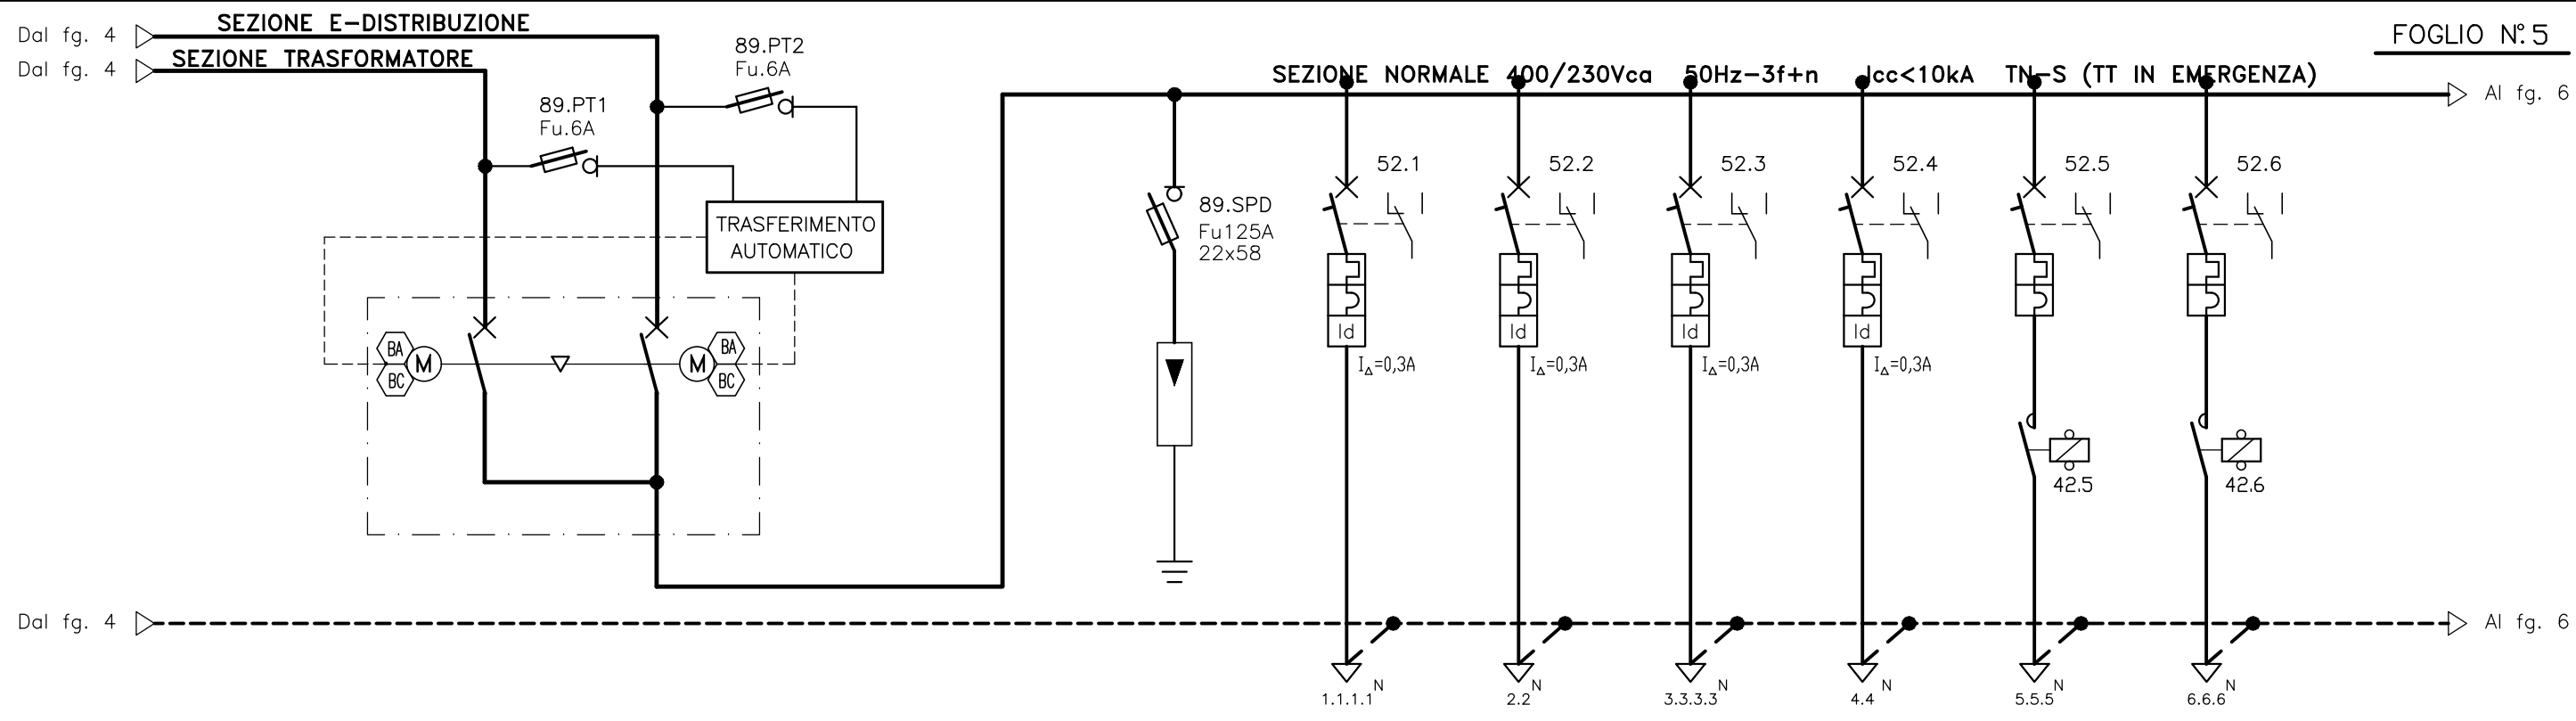 SEZIONE E-DISTRIBUZIONE
Dal fg. 4
SEZIONE TRASFORMATORE
Dal fg. 4
FOGLIO N°.5
89.PT2
Fu.6A
89.PT1
Fu.6A
SEZIONE NORMALE 400/230Vca 50Hz-3f+n Icc<10kA TN-S (TT IN EMERGENZA)
Al fg. 6
TRASFERIMENTO
AUTOMATICO
89.SPD
Fu125A
22x58
52.1
52.2
52.3
52.4
52.5
52.6
Id
Id
Id
Id
I∆=0,3A
I∆=0,3A
I∆=0,3A
I∆=0,3A
BA
BC
M
M
BA
BC
42.5
42.6
Dal fg. 4
Al fg. 6
1.1.1.1 N
2.2 N
3.3.3.3 N
4.4 N
5.5.5 N
6.6.6 N